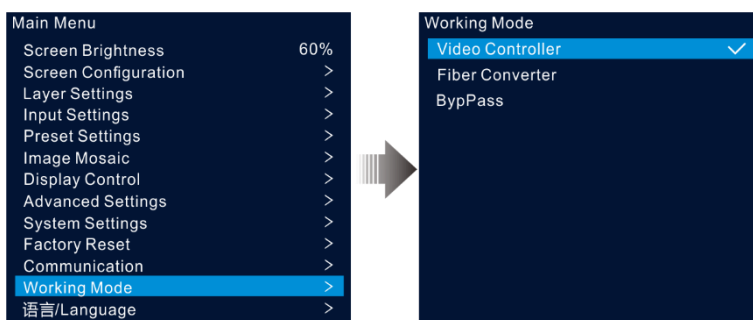 Main Menu
Screen Brightness 60%
Screen Configuration >
Layer Settings >
Input Settings >
Preset Settings >
Image Mosaic >
Display Control >
Advanced Settings >
System Settings >
Factory Reset >
Communication >
Working Mode >
语言/Language >
Working Mode
Video Controller ✓
Fiber Converter
BypPass